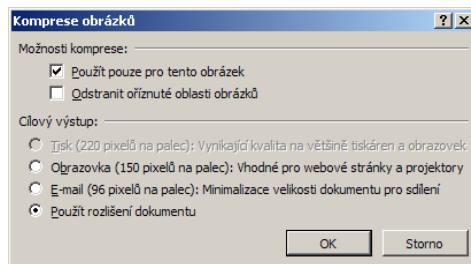 Komprese obrázků
Možnosti komprese:
Použít pouze pro tento obrázek
Odstranit oříznuté oblasti obrázků
Cílový výstup:
Tisk (220 pixelů na palec): Vynikající kvalita na většině tiskáren a obrazovek
Obrazovka (150 pixelů na palec): Vhodné pro webové stránky a projektory
E-mail (96 pixelů na palec): Minimalizace velikosti dokumentu pro sdílení
Použít rozlišení dokumentu
OK Storno